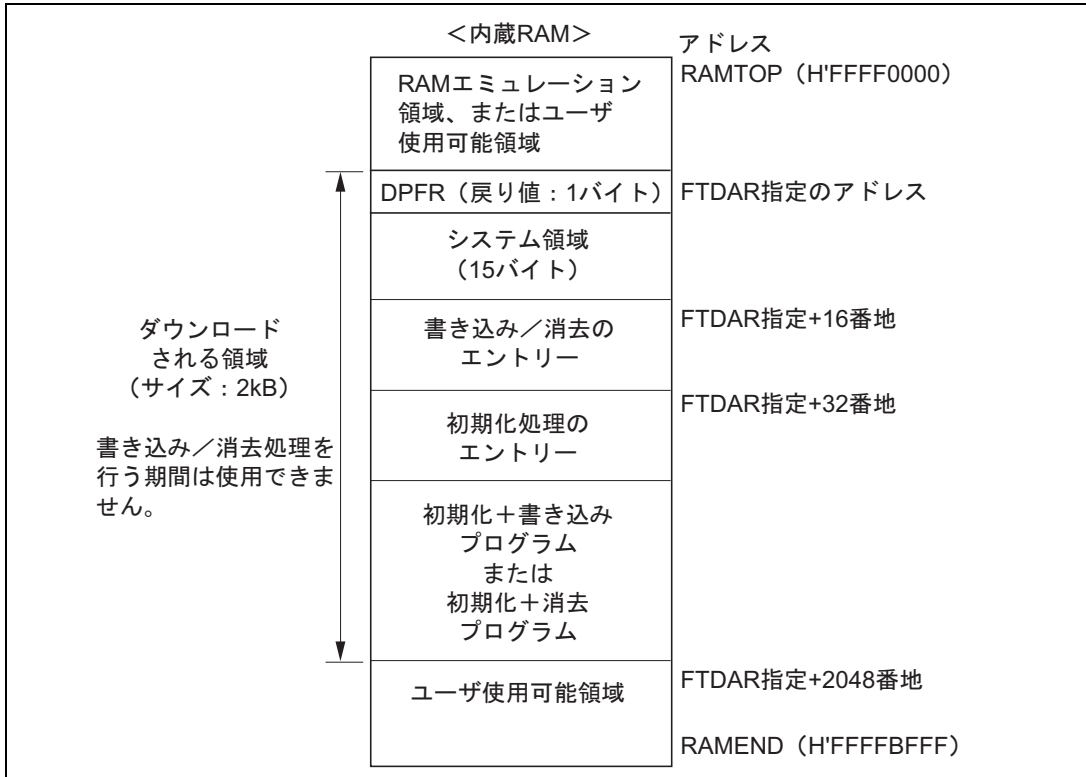 ＜内蔵RAM＞
アドレス
RAMTOP（H'FFFF0000）
RAMエミュレーション
領域、またはユーザ
使用可能領域
DPFR（戻り値：1バイト）
FTDAR指定のアドレス
システム領域
（15バイト）
書き込み／消去の
エントリー
FTDAR指定+16番地
初期化処理の
エントリー
FTDAR指定+32番地
ダウンロード
される領域
（サイズ：2kB）
書き込み／消去処理を
行う期間は使用できま
せん。
初期化＋書き込み
プログラム
または
初期化＋消去
プログラム
ユーザ使用可能領域
FTDAR指定+2048番地
RAMEND（H'FFFFBFFF）